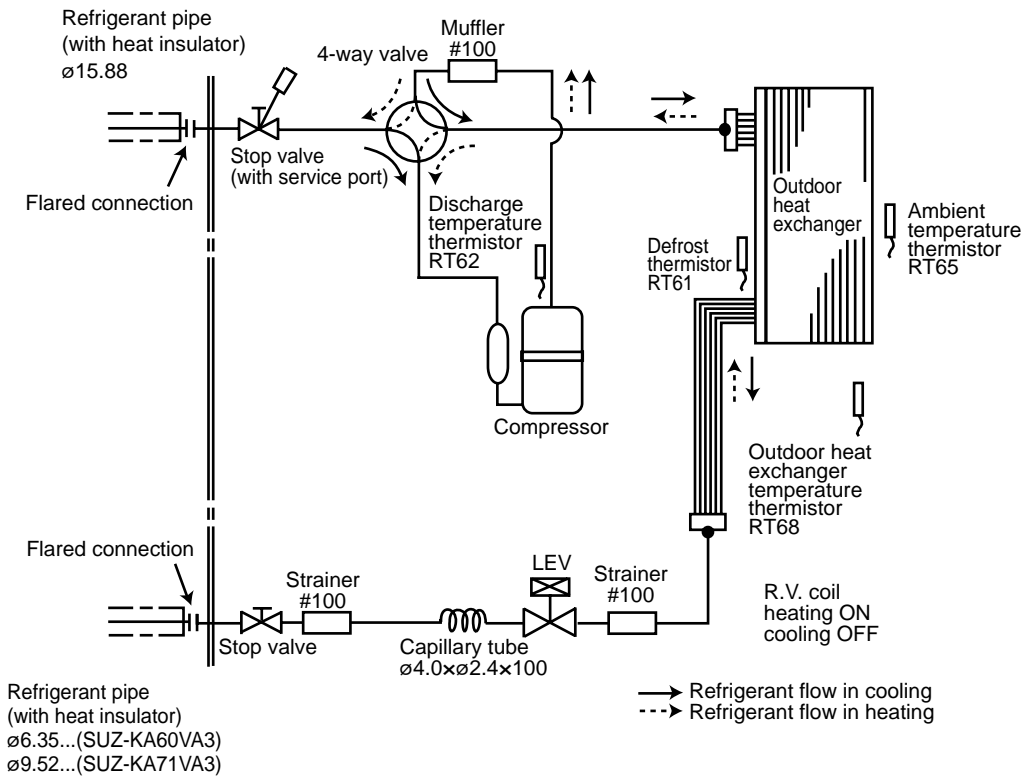 Refrigerant pipe
(with heat insulator)
ø15.88
4-way valve
Muffler
#100
Stop valve
(with service port)
Flared connection
Discharge
temperature
thermistor
RT62
Outdoor
heat
exchanger
Ambient
temperature
thermistor
RT65
Defrost
thermistor
RT61
Compressor
Outdoor heat
exchanger
temperature
thermistor
RT68
Flared connection
Strainer
#100
LEV
Strainer
#100
R.V. coil
heating ON
cooling OFF
Stop valve
Capillary tube
ø4.0×ø2.4×100
Refrigerant pipe
(with heat insulator)
ø6.35...(SUZ-KA60VA3)
ø9.52...(SUZ-KA71VA3)
Refrigerant flow in cooling
Refrigerant flow in heating